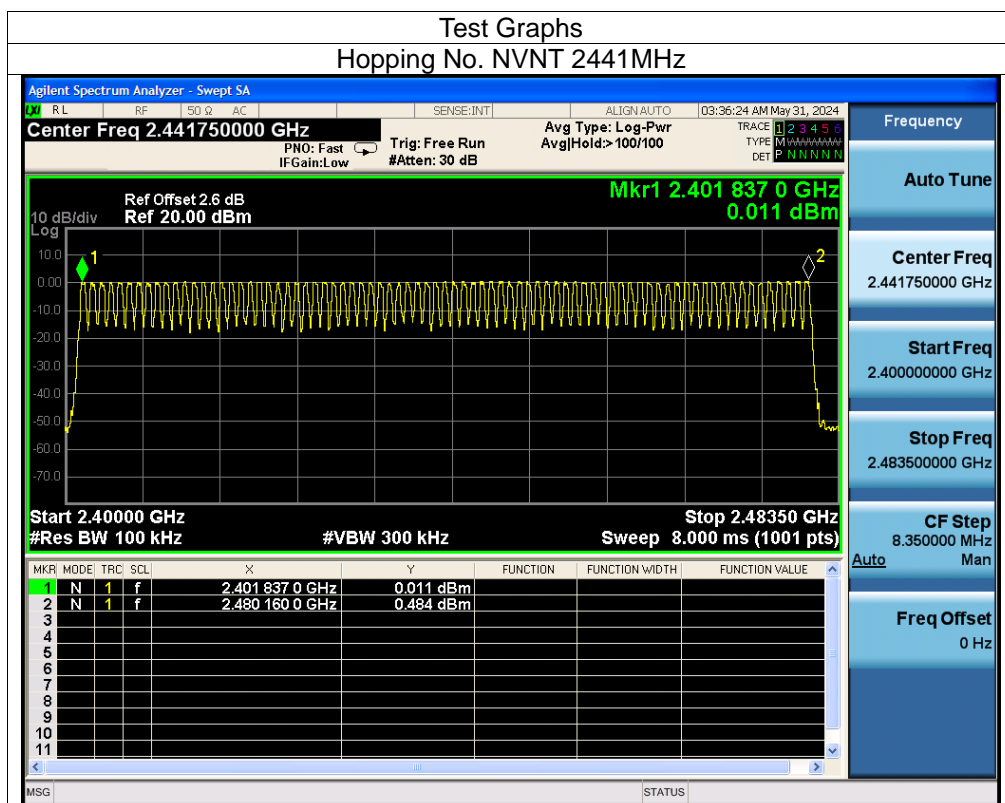 Test Graphs
Hopping No. NVNT 2441MHz
Agilent Spectrum Analyzer - Swept SA
LXI RL RF 50 Ω AC SENSE:INT ALIGN AUTO 03:36:24 AM May 31, 2024
Center Freq 2.441750000 GHz
PNO: Fast
IFGain:Low
Trig: Free Run
#Atten: 30 dB
Avg Type: Log-Pwr
Avg|Hold:> 100/100
TRACE 1 2 3 4 5 6
TYPE M WWWWW
DET P N N N N N
Ref Offset 2.6 dB
10 dB/div Ref 20.00 dBm
Log
Mkr1 2.401 837 0 GHz
0.011 dBm
1
2
10.0
0.00
-10.0
-20.0
-30.0
-40.0
-50.0
-60.0
-70.0
Start 2.40000 GHz
Stop 2.48350 GHz
#Res BW 100 kHz #VBW 300 kHz Sweep 8.000 ms (1001 pts)
MKR MODE TRC SCL X Y FUNCTION FUNCTION WIDTH FUNCTION VALUE
1 N 1 f 2.401 837 0 GHz 0.011 dBm
2 N 1 f 2.480 160 0 GHz 0.484 dBm
3
4
5
6
7
8
9
10
11
MSG STATUS
Frequency
Auto Tune
Center Freq
2.441750000 GHz
Start Freq
2.400000000 GHz
Stop Freq
2.483500000 GHz
CF Step
8.350000 MHz
Auto Man
Freq Offset
0 Hz